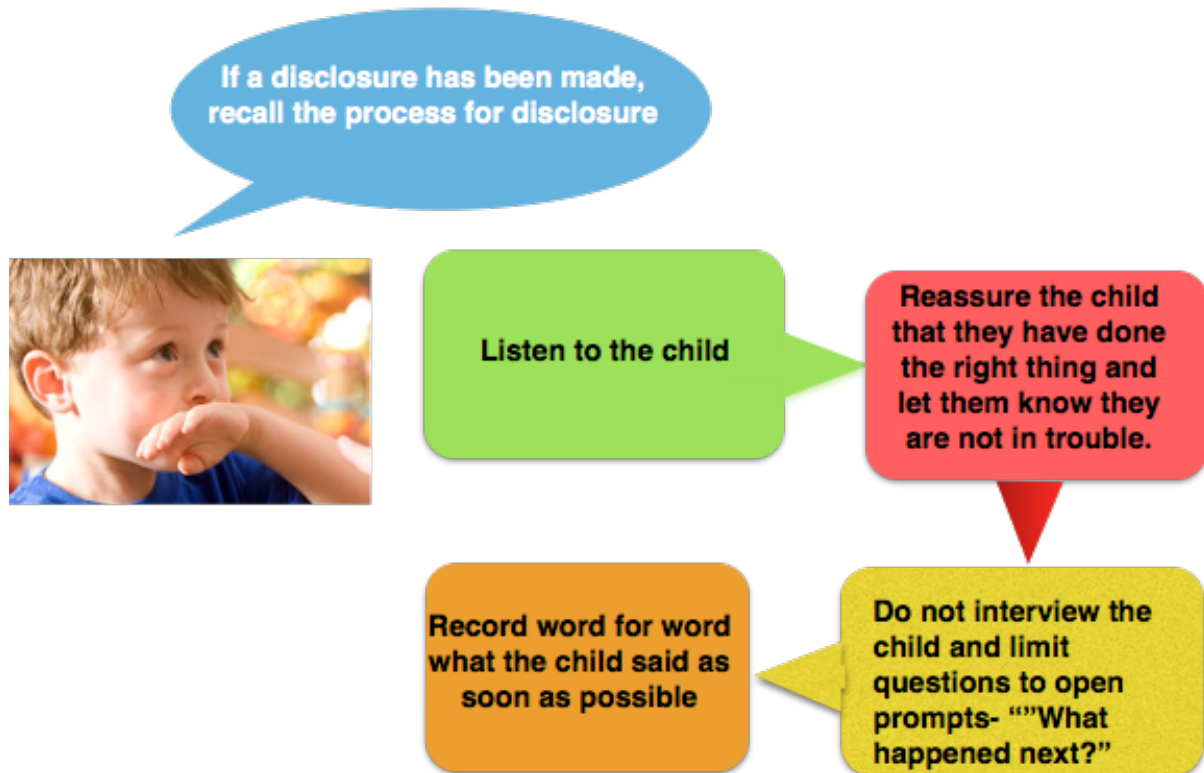 If a disclosure has been made,
recall the process for disclosure
Listen to the child
Reassure the child
that they have done
the right thing and
let them know they
are not in trouble.
Do not interview the
child and limit
questions to open
prompts- “”What
happened next?”
Record word for word
what the child said as
soon as possible